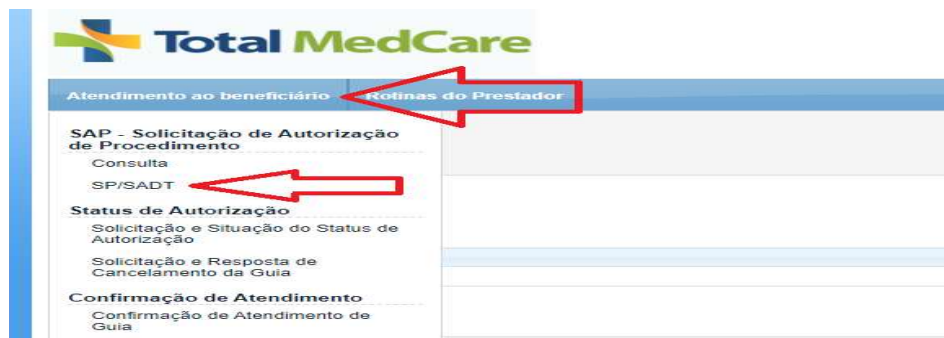 Total MedCare
Atendimento ao beneficiário Rotinas do Prestador
SAP - Solicitação de Autorização
de Procedimento
Consulta
SP/SADT
Status de Autorização
Solicitação e Situação do Status de
Autorização
Solicitação e Resposta de
Cancelamento da Guia
Confirmação de Atendimento
Confirmação de Atendimento de
Guia